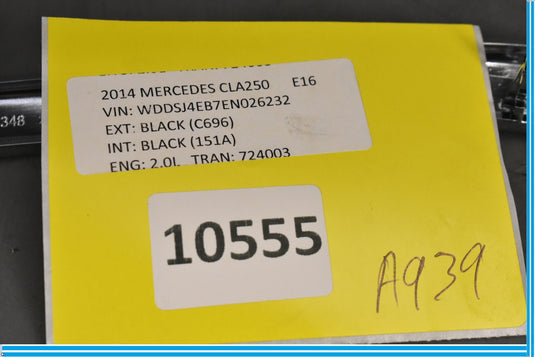 348
2014 MERCEDES CLA250 E16
VIN: WDDSJ4EB7EN026232
EXT: BLACK (C696)
INT: BLACK (151A)
ENG: 2.0L TRAN: 724003
10555
A939